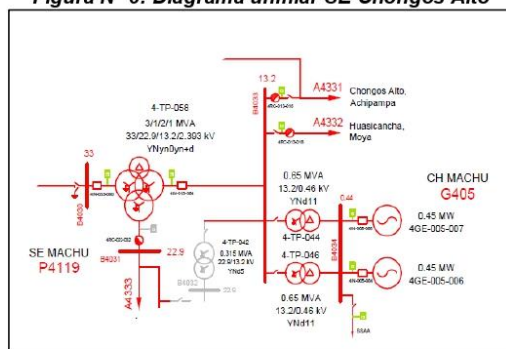 Figura N° 6: Diagrama unifilar SE Chongos Alto
4-TP-058
3/1/2/1 MVA
33/22.9/13.2/2.393 kV
YNyn0yn+d
33
B4030
13.2
B4033
A4331
Chongos Alto,
Achipampa
A4332
Huasicancha,
Moya
SE MACHU
P4119
22.9
B4031
A4333
4-TP-042
0.315 MVA
22.9/13.2 kV
YNd5
B4032
0.65 MVA
13.2/0.46 kV
YNd11
4-TP-044
4-TP-046
0.65 MVA
13.2/0.46 kV
YNd11
0.44
B4034
CH MACHU
G405
0.45 MW
4GE-005-007
0.45 MW
4GE-005-006